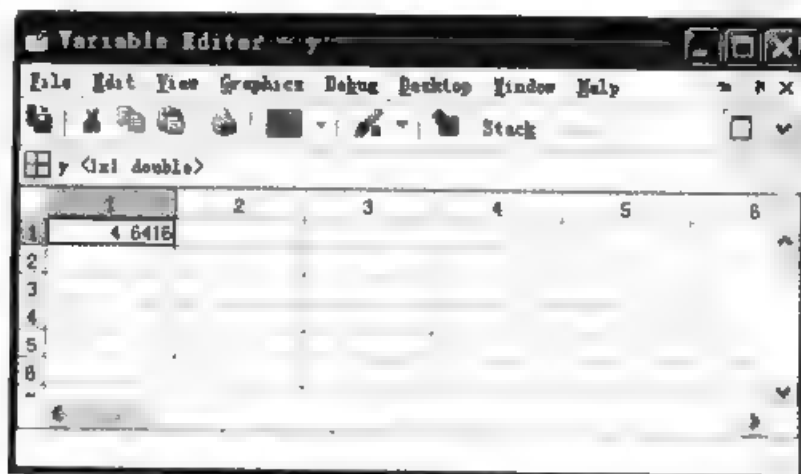 Variable Editor - y
File Edit View Graphics Debug Desktop Window Help
Stack
y <1x1 double>
1 2 3 4 5 6
1 4.6416
2
3
4
5
6